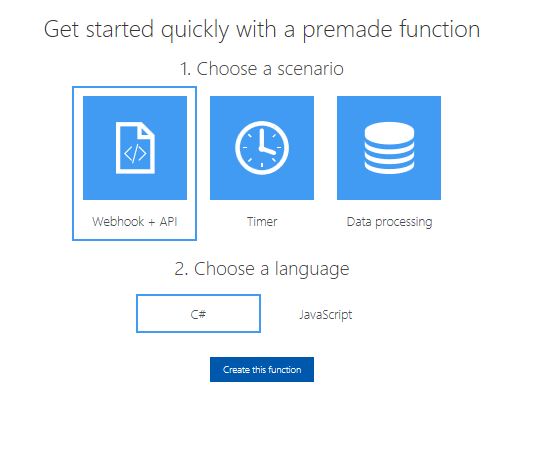 Get started quickly with a premade function
1. Choose a scenario
</>
Webhook + API
Timer
Data processing
2. Choose a language
C#
JavaScript
Create this function